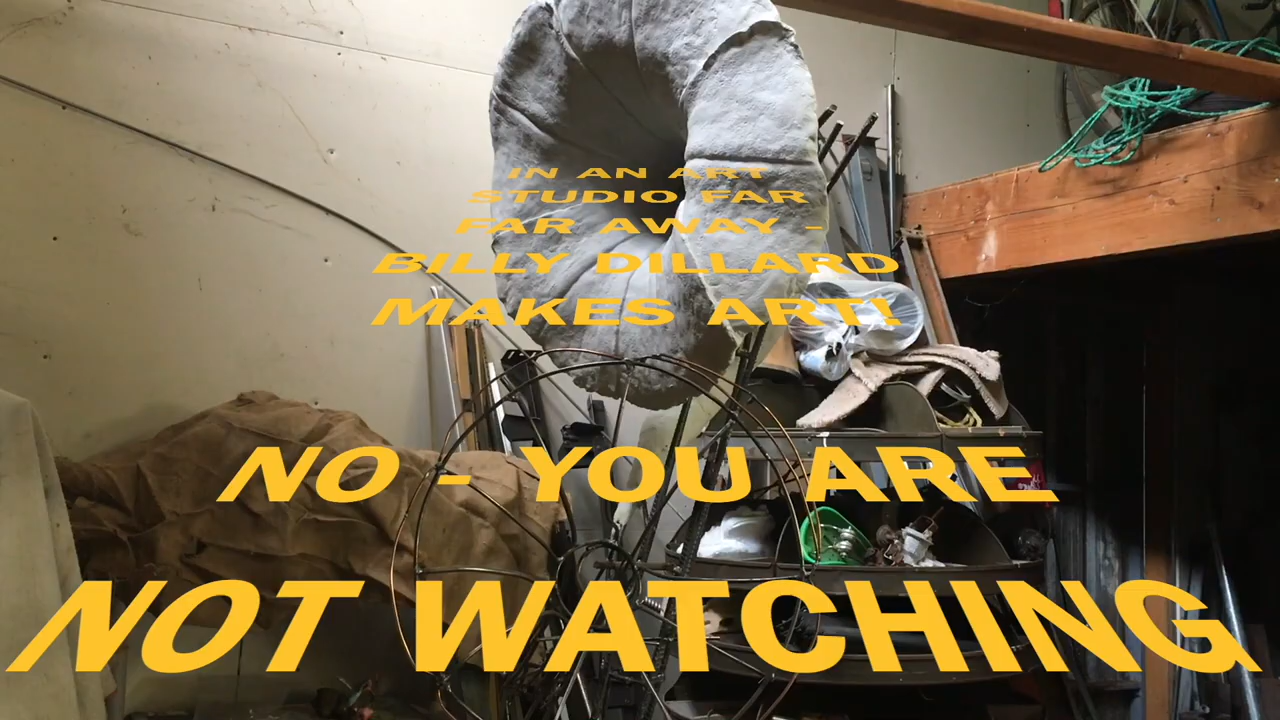 IN AN ART
STUDIO FAR
FAR AWAY -
BILLY DILLARD
MAKES ART!
NO - YOU ARE
NOT WATCHING